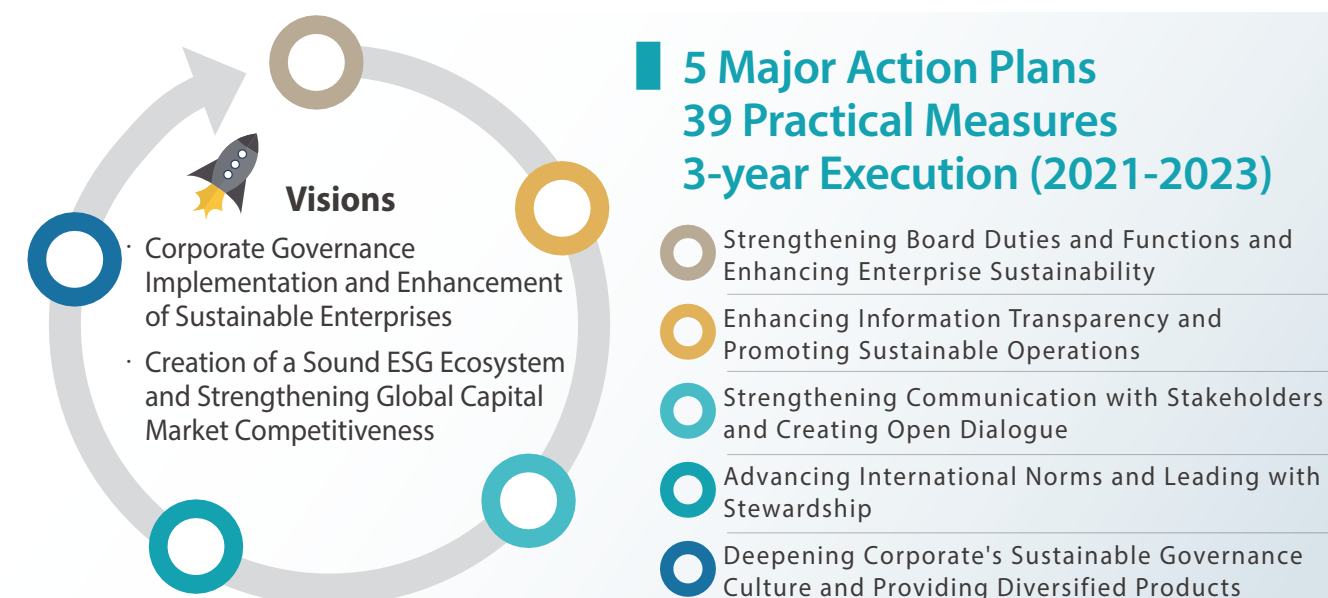 Visions
· Corporate Governance
Implementation and Enhancement
of Sustainable Enterprises
· Creation of a Sound ESG Ecosystem
and Strengthening Global Capital
Market Competitiveness
5 Major Action Plans
39 Practical Measures
3-year Execution (2021-2023)
Strengthening Board Duties and Functions and
Enhancing Enterprise Sustainability
Enhancing Information Transparency and
Promoting Sustainable Operations
Strengthening Communication with Stakeholders
and Creating Open Dialogue
Advancing International Norms and Leading with
Stewardship
Deepening Corporate's Sustainable Governance
Culture and Providing Diversified Products